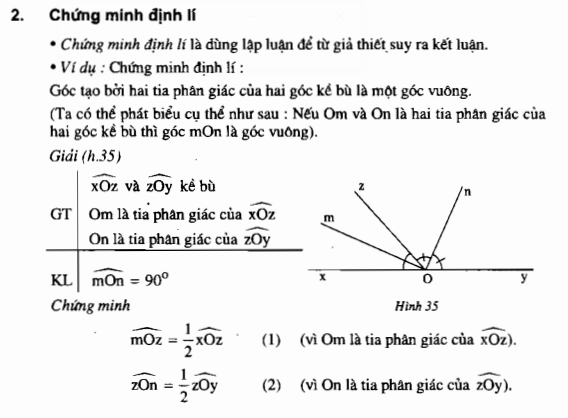 2. Chứng minh định lí
• Chứng minh định lí là dùng lập luận để từ giả thiết suy ra kết luận.
• Ví dụ : Chứng minh định lí :
Góc tạo bởi hai tia phân giác của hai góc kề bù là một góc vuông.
(Ta có thể phát biểu cụ thể như sau : Nếu Om và On là hai tia phân giác của
hai góc kề bù thì góc mOn là góc vuông).
Giải (h.35)
GT
xOz và zOy kề bù
Om là tia phân giác của xOz
On là tia phân giác của zOy
KL mOn = 90°
z
n
m
x
O
y
Hình 35
Chứng minh
mOz = 1/2 xOz (1) (vì Om là tia phân giác của xOz).
zOn = 1/2 zOy (2) (vì On là tia phân giác của zOy).